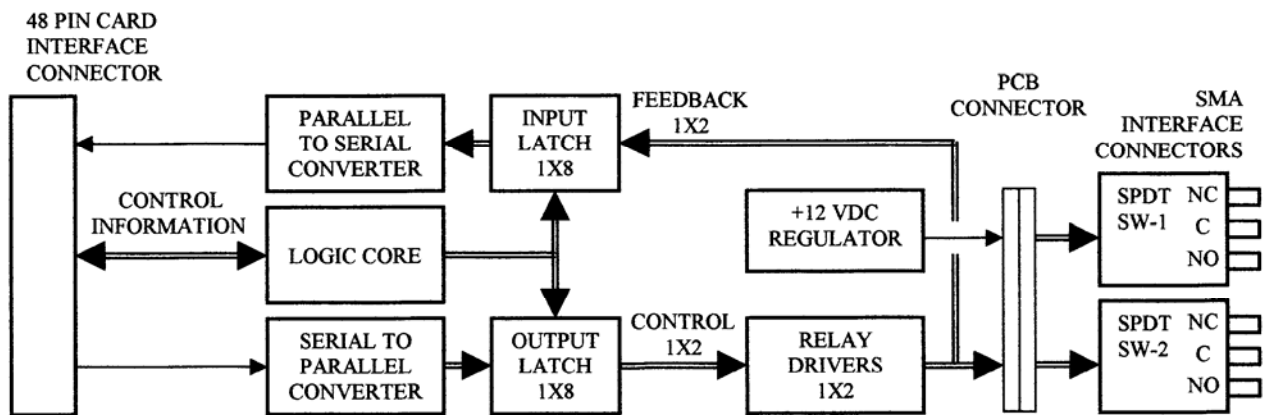 48 PIN CARD
INTERFACE
CONNECTOR
PARALLEL
TO SERIAL
CONVERTER
INPUT
LATCH
1X8
FEEDBACK
1X2
PCB
CONNECTOR
SMA
INTERFACE
CONNECTORS
CONTROL
INFORMATION
LOGIC CORE
+12 VDC
REGULATOR
SPDT
SW-1
NC
C
NO
SERIAL TO
PARALLEL
CONVERTER
OUTPUT
LATCH
1X8
CONTROL
1X2
RELAY
DRIVERS
1X2
SPDT
SW-2
NC
C
NO